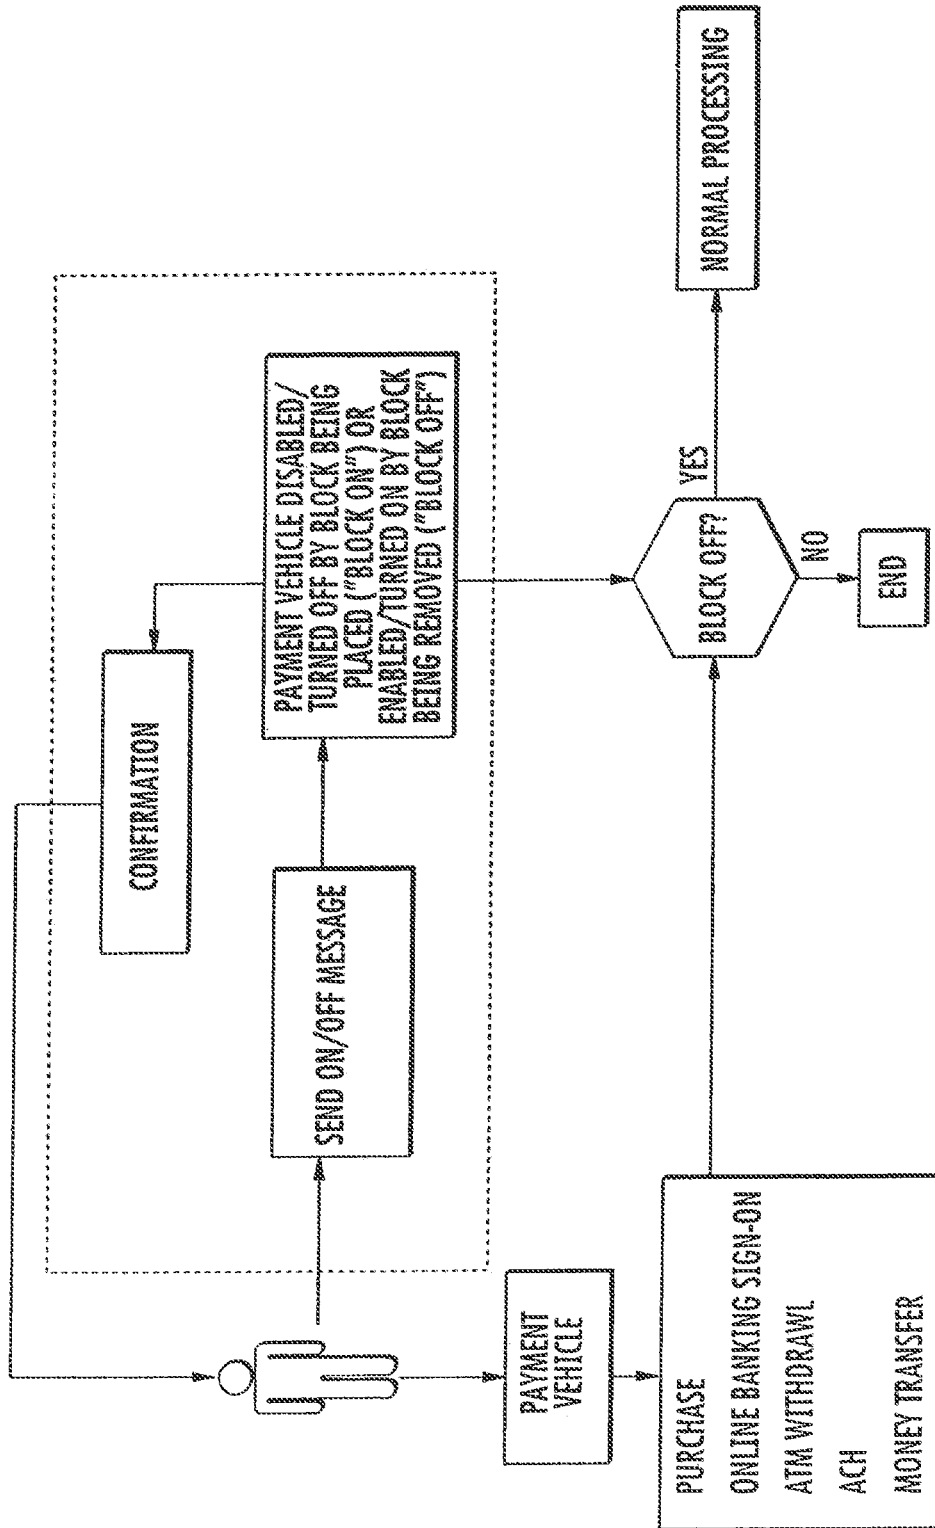 CONFIRMATION
SEND ON/OFF MESSAGE
PAYMENT VEHICLE DISABLED/
TURNED OFF BY BLOCK BEING
PLACED ("BLOCK ON") OR
ENABLED/TURNED ON BY BLOCK
BEING REMOVED ("BLOCK OFF")
PAYMENT
VEHICLE
PURCHASE
ONLINE BANKING SIGN-ON
ATM WITHDRAWL
ACH
MONEY TRANSFER
BLOCK OFF?
YES
NO
NORMAL PROCESSING
END